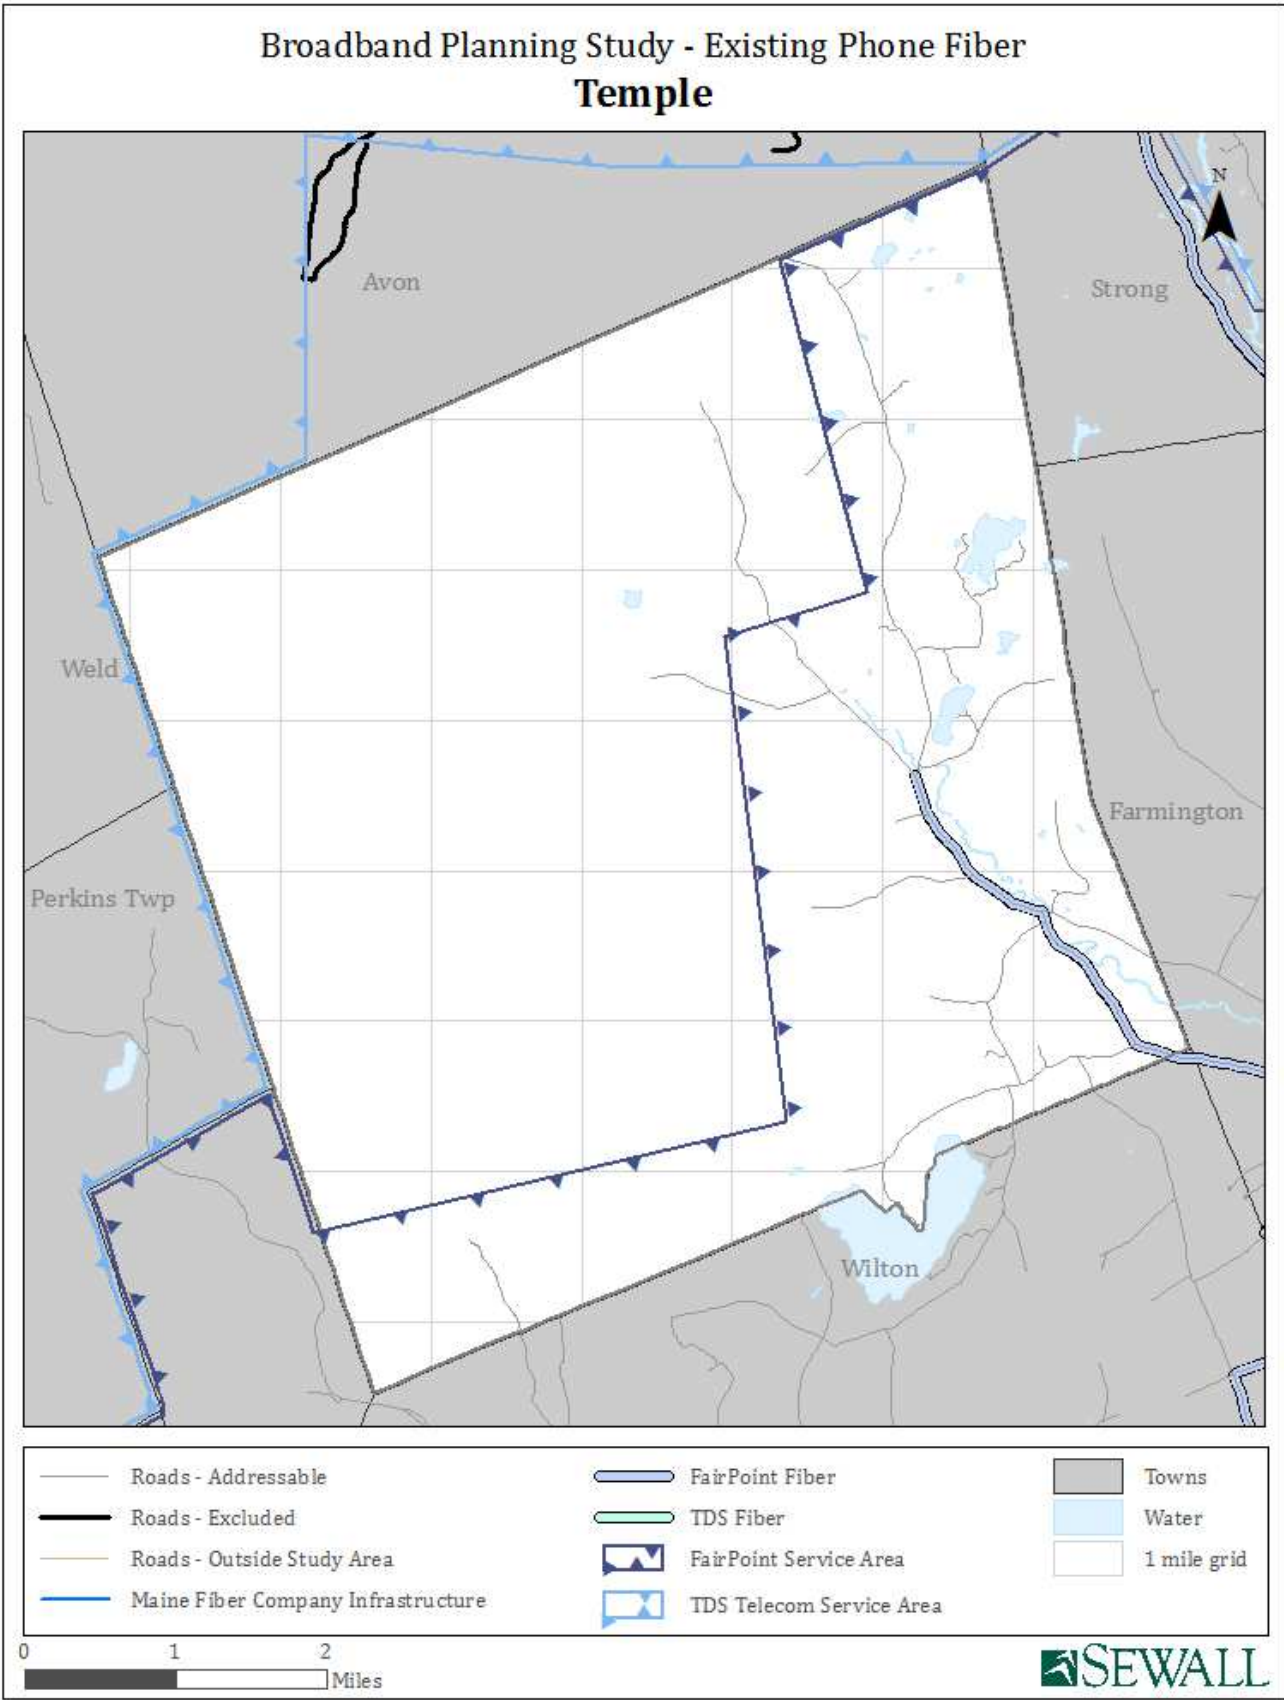 Broadband Planning Study - Existing Phone Fiber
Temple
N
Avon
Strong
Weld
Farmington
Perkins Twp
Wilton
Roads - Addressable
Roads - Excluded
Roads - Outside Study Area
Maine Fiber Company Infrastructure
FairPoint Fiber
TDS Fiber
FairPoint Service Area
TDS Telecom Service Area
Towns
Water
1 mile grid
0 1 2
Miles
SEWALL